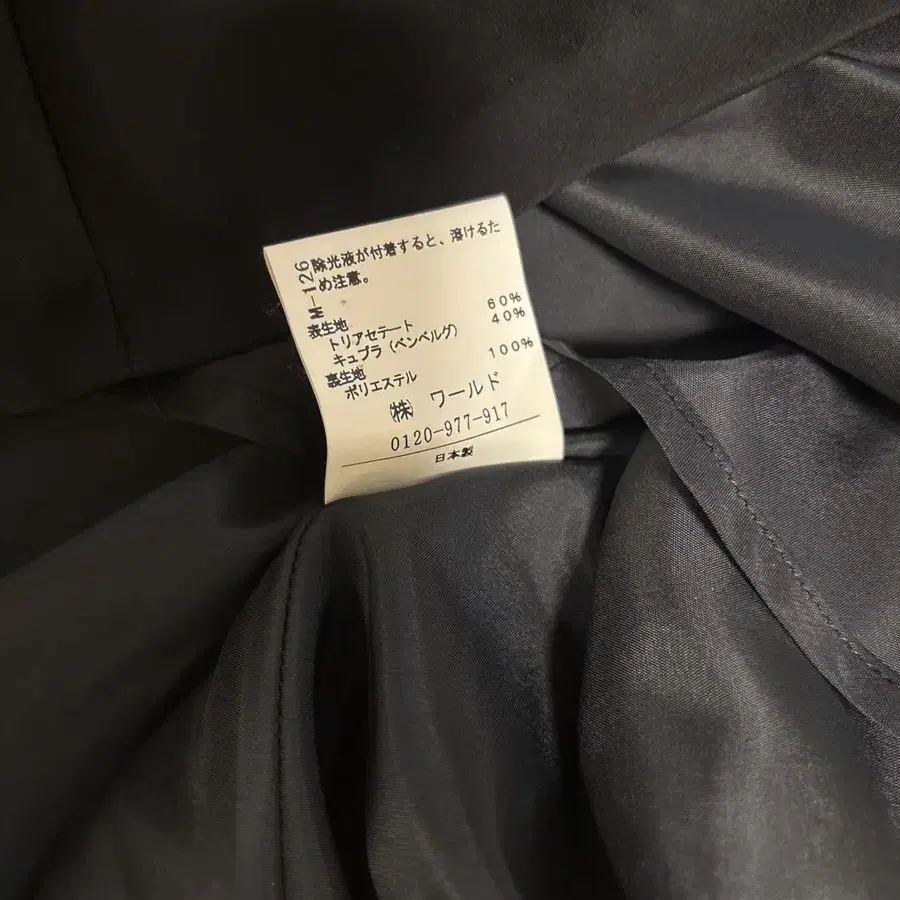 除光液が付着すると、溶けるた
め注意。
M-126
表生地
トリアセテート 60%
キュプラ(ベンベルグ) 40%
裏生地
ポリエステル 100%
㈱ ワールド
0120-977-917
日本製